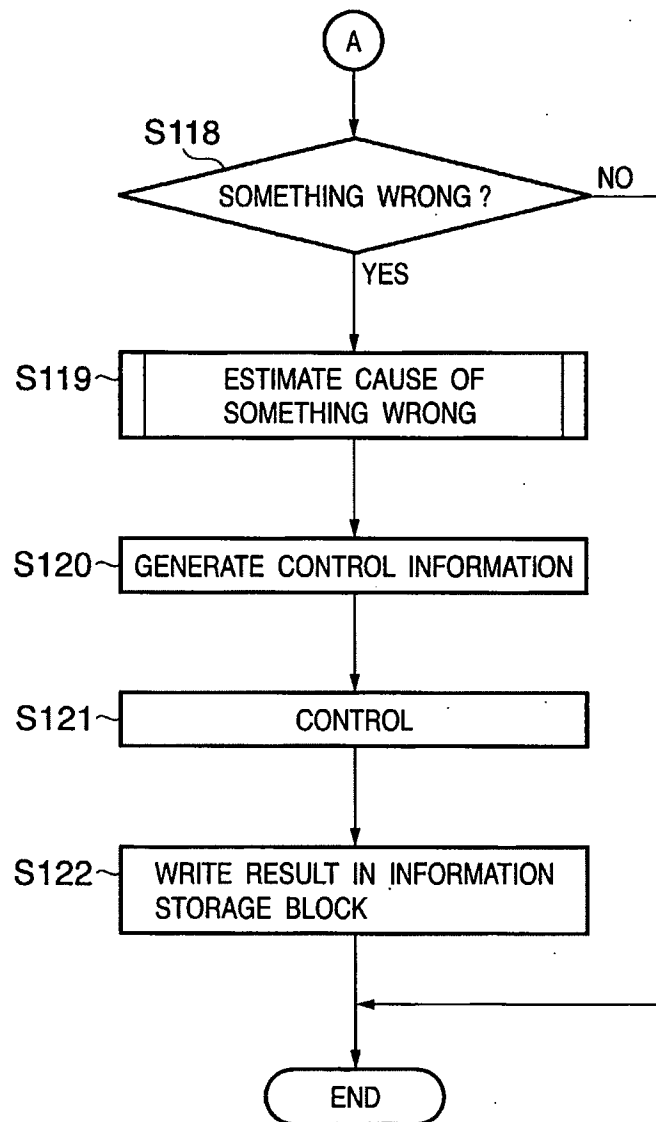 A
S118
SOMETHING WRONG ?
NO
YES
S119
ESTIMATE CAUSE OF
SOMETHING WRONG
S120
GENERATE CONTROL INFORMATION
S121
CONTROL
S122
WRITE RESULT IN INFORMATION
STORAGE BLOCK
END